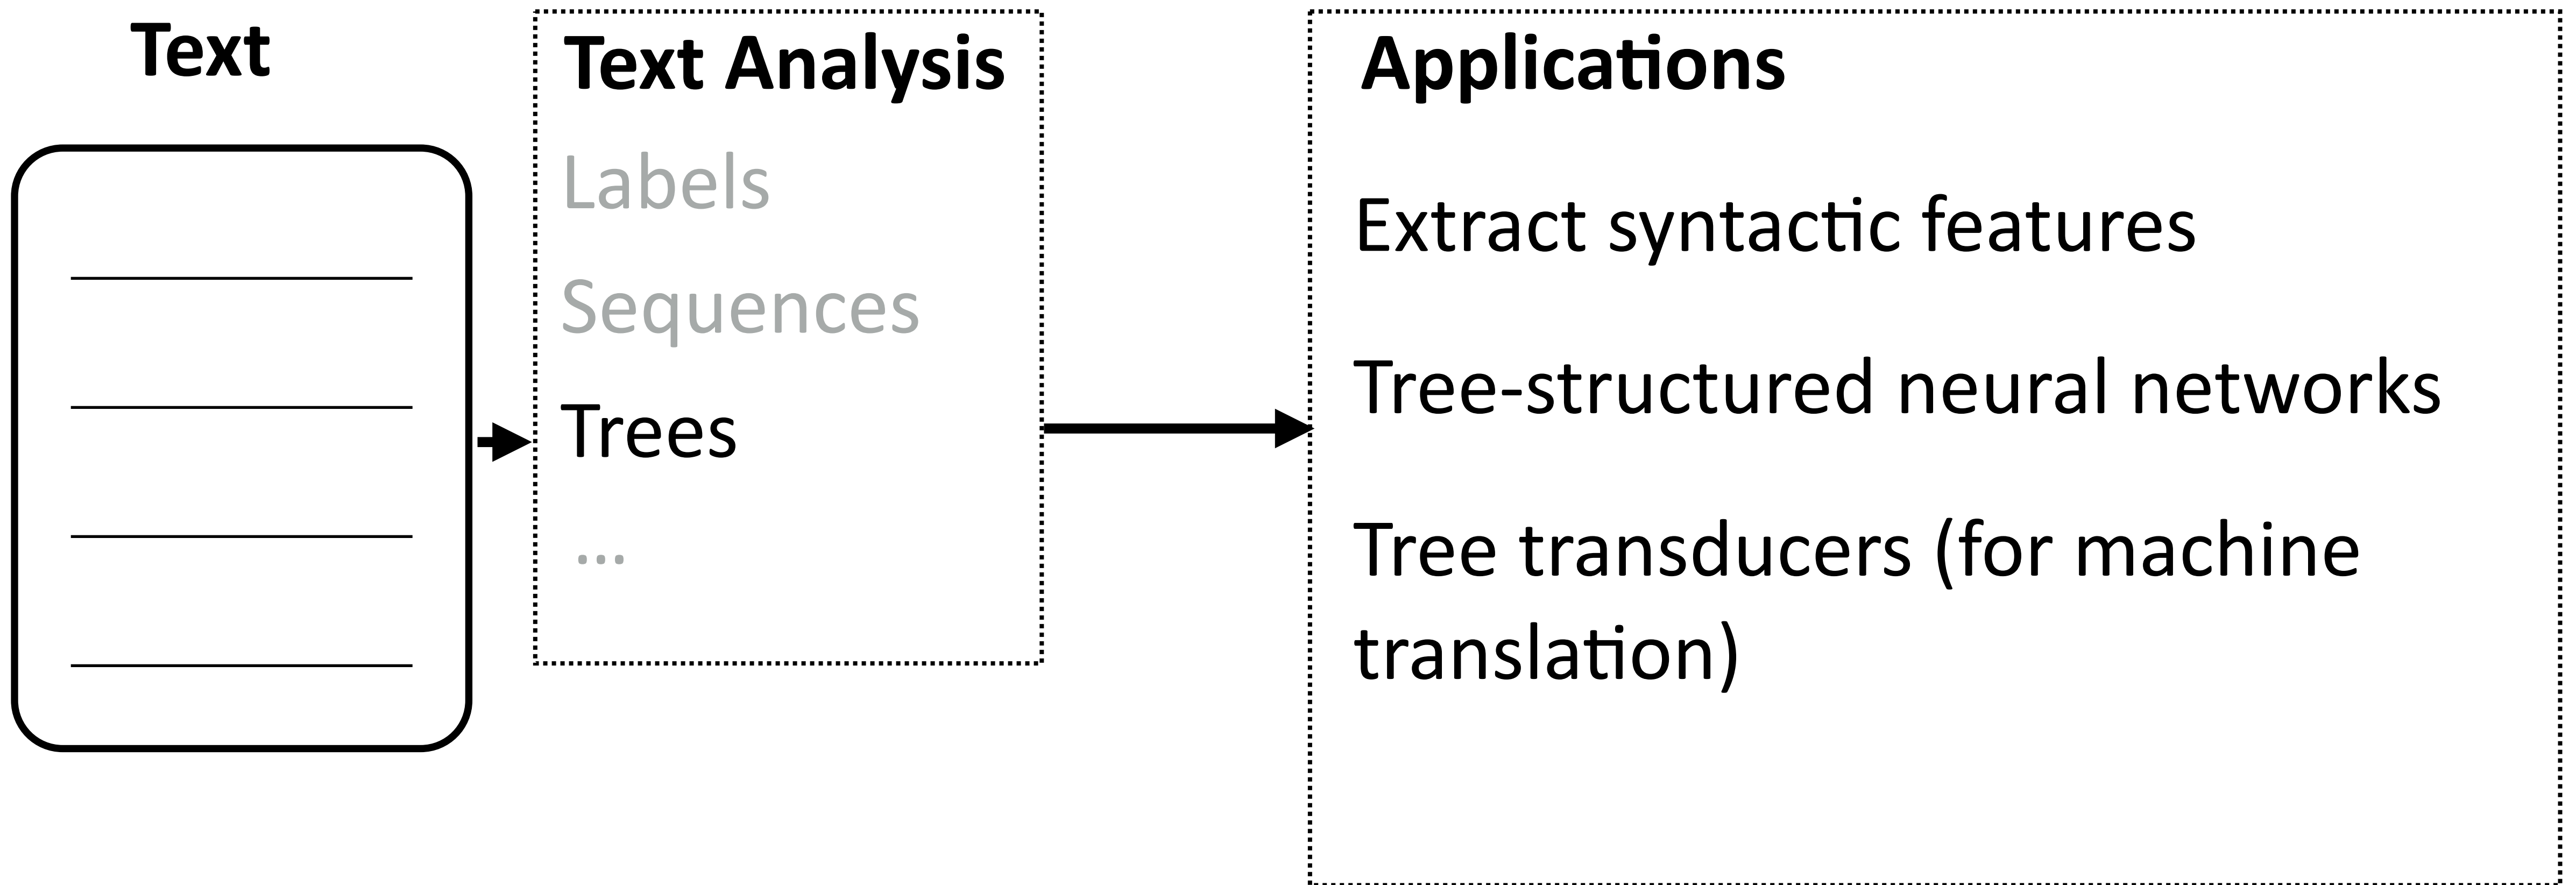 Text
Text Analysis
Labels
Sequences
Trees
...
Applications
Extract syntactic features
Tree-structured neural networks
Tree transducers (for machine
translation)